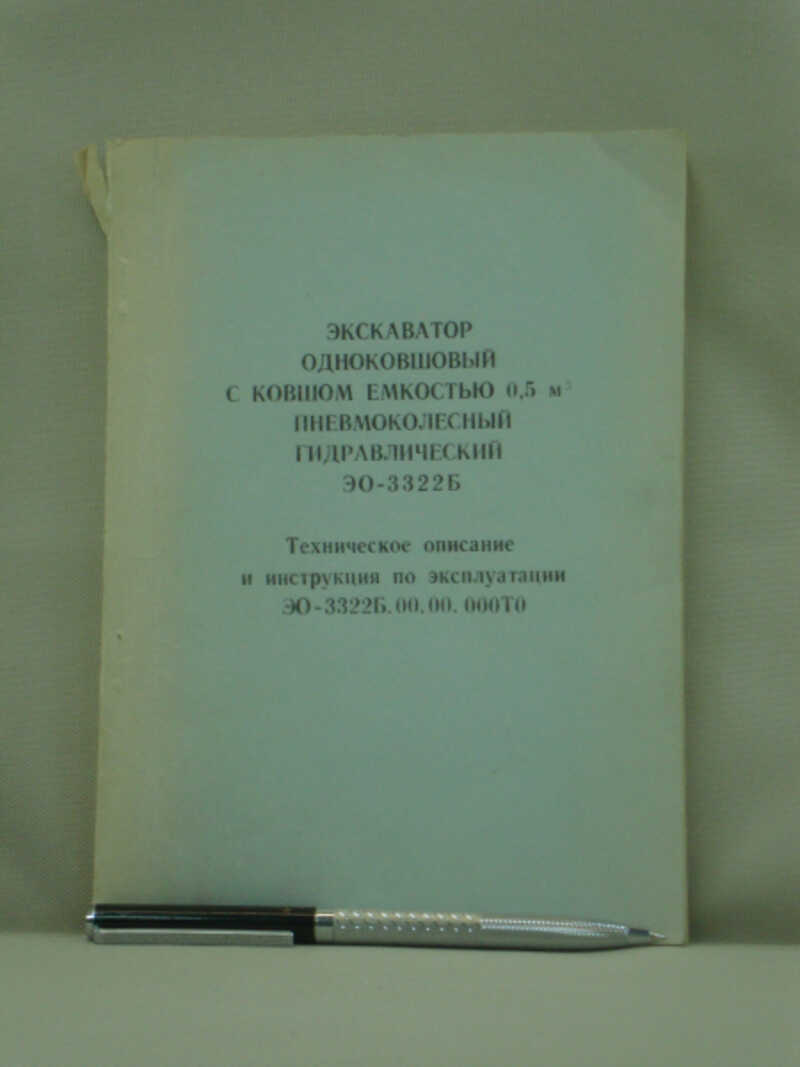 ЭКСКАВАТОР
ОДНОКОВШОВЫЙ
С КОВШОМ ЕМКОСТЬЮ 0,5 м³
ПНЕВМОКОЛЕСНЫЙ
ГИДРАВЛИЧЕСКИЙ
ЭО-3322Б
Техническое описание
и инструкция по эксплуатации
ЭО-3322Б.00.00.000ТО